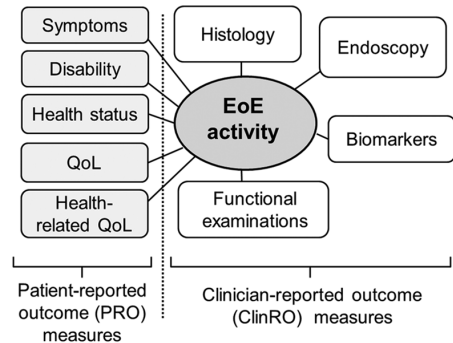 Symptoms
Disability
Health status
QoL
Health-
related QoL
Histology
Endoscopy
EoE
activity
Biomarkers
Functional
examinations
Patient-reported
outcome (PRO)
measures
Clinician-reported outcome
(ClinRO) measures